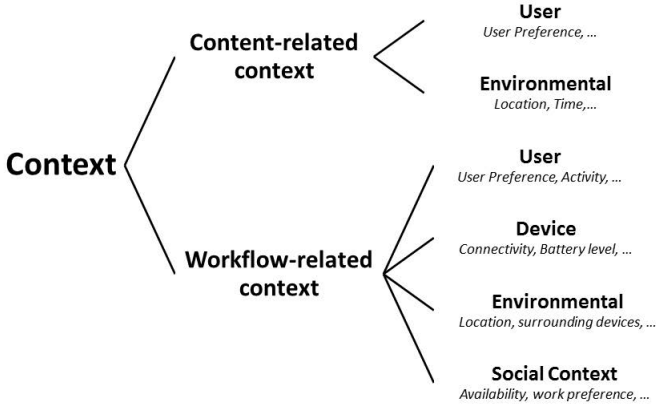 Context
Content-related
context
User
User Preference, ...
Environmental
Location, Time,...
Workflow-related
context
User
User Preference, Activity, ...
Device
Connectivity, Battery level, ...
Environmental
Location, surrounding devices, ...
Social Context
Availability, work preference, ...